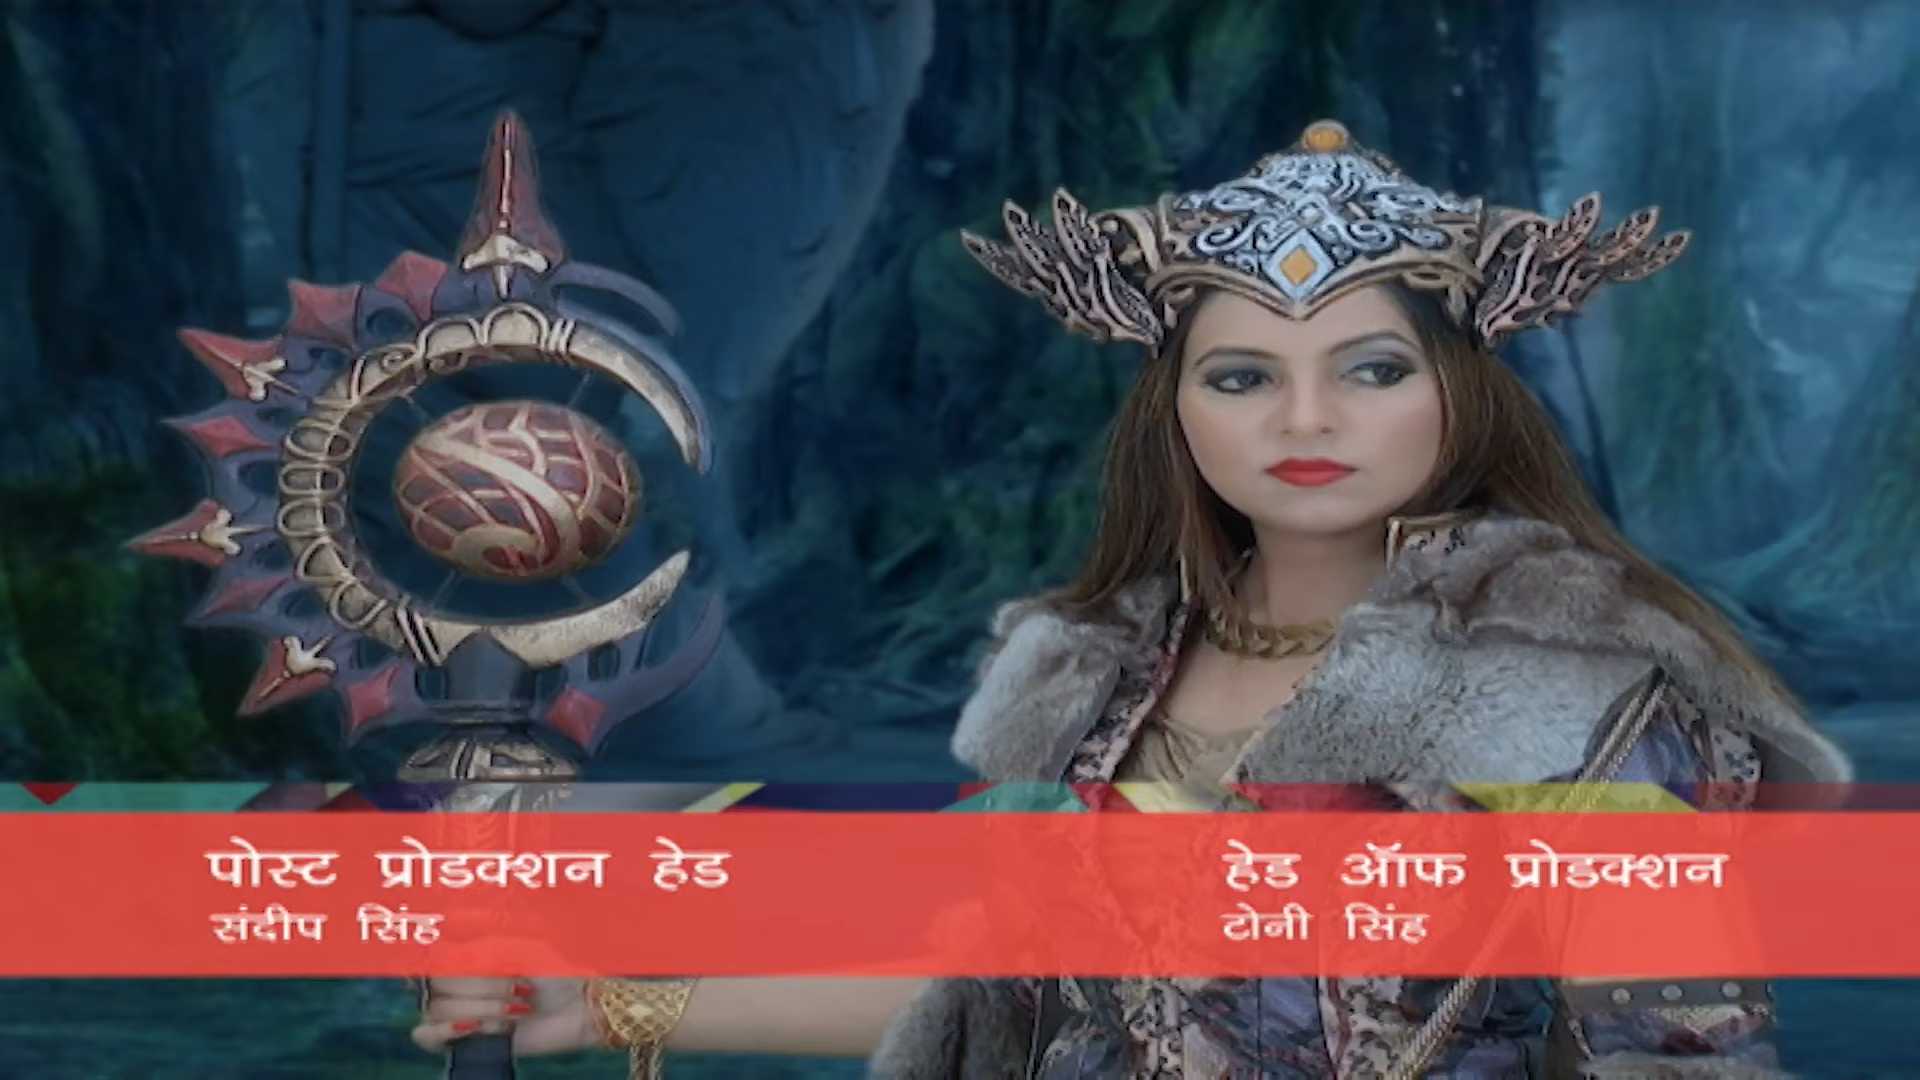 पोस्ट प्रोडक्शन हेड
संदीप सिंह
हेड ऑफ प्रोडक्शन
टोनी सिंह